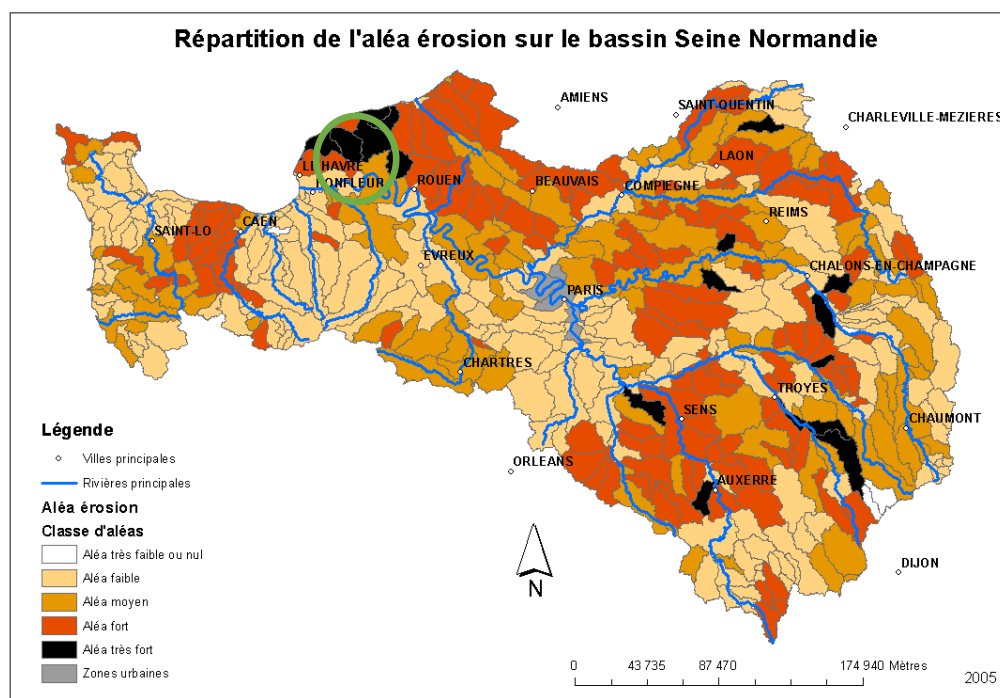 Répartition de l'aléa érosion sur le bassin Seine Normandie
AMIENS
SAINT-QUENTIN
CHARLEVILLE-MEZIERES
LAON
LE HAVRE
HONFLEUR
ROUEN
BEAUVAIS
COMPIEGNE
REIMS
CAEN
SAINT-LO
EVREUX
CHALONS-EN-CHAMPAGNE
PARIS
CHARTRES
TROYES
SENS
CHAUMONT
ORLEANS
AUXERRE
DIJON
Légende
Villes principales
Rivières principales
Aléa érosion
Classe d'aléas
Aléa très faible ou nul
Aléa faible
Aléa moyen
Aléa fort
Aléa très fort
Zones urbaines
N
0 43 735 87 470 174 940 Mètres
2005